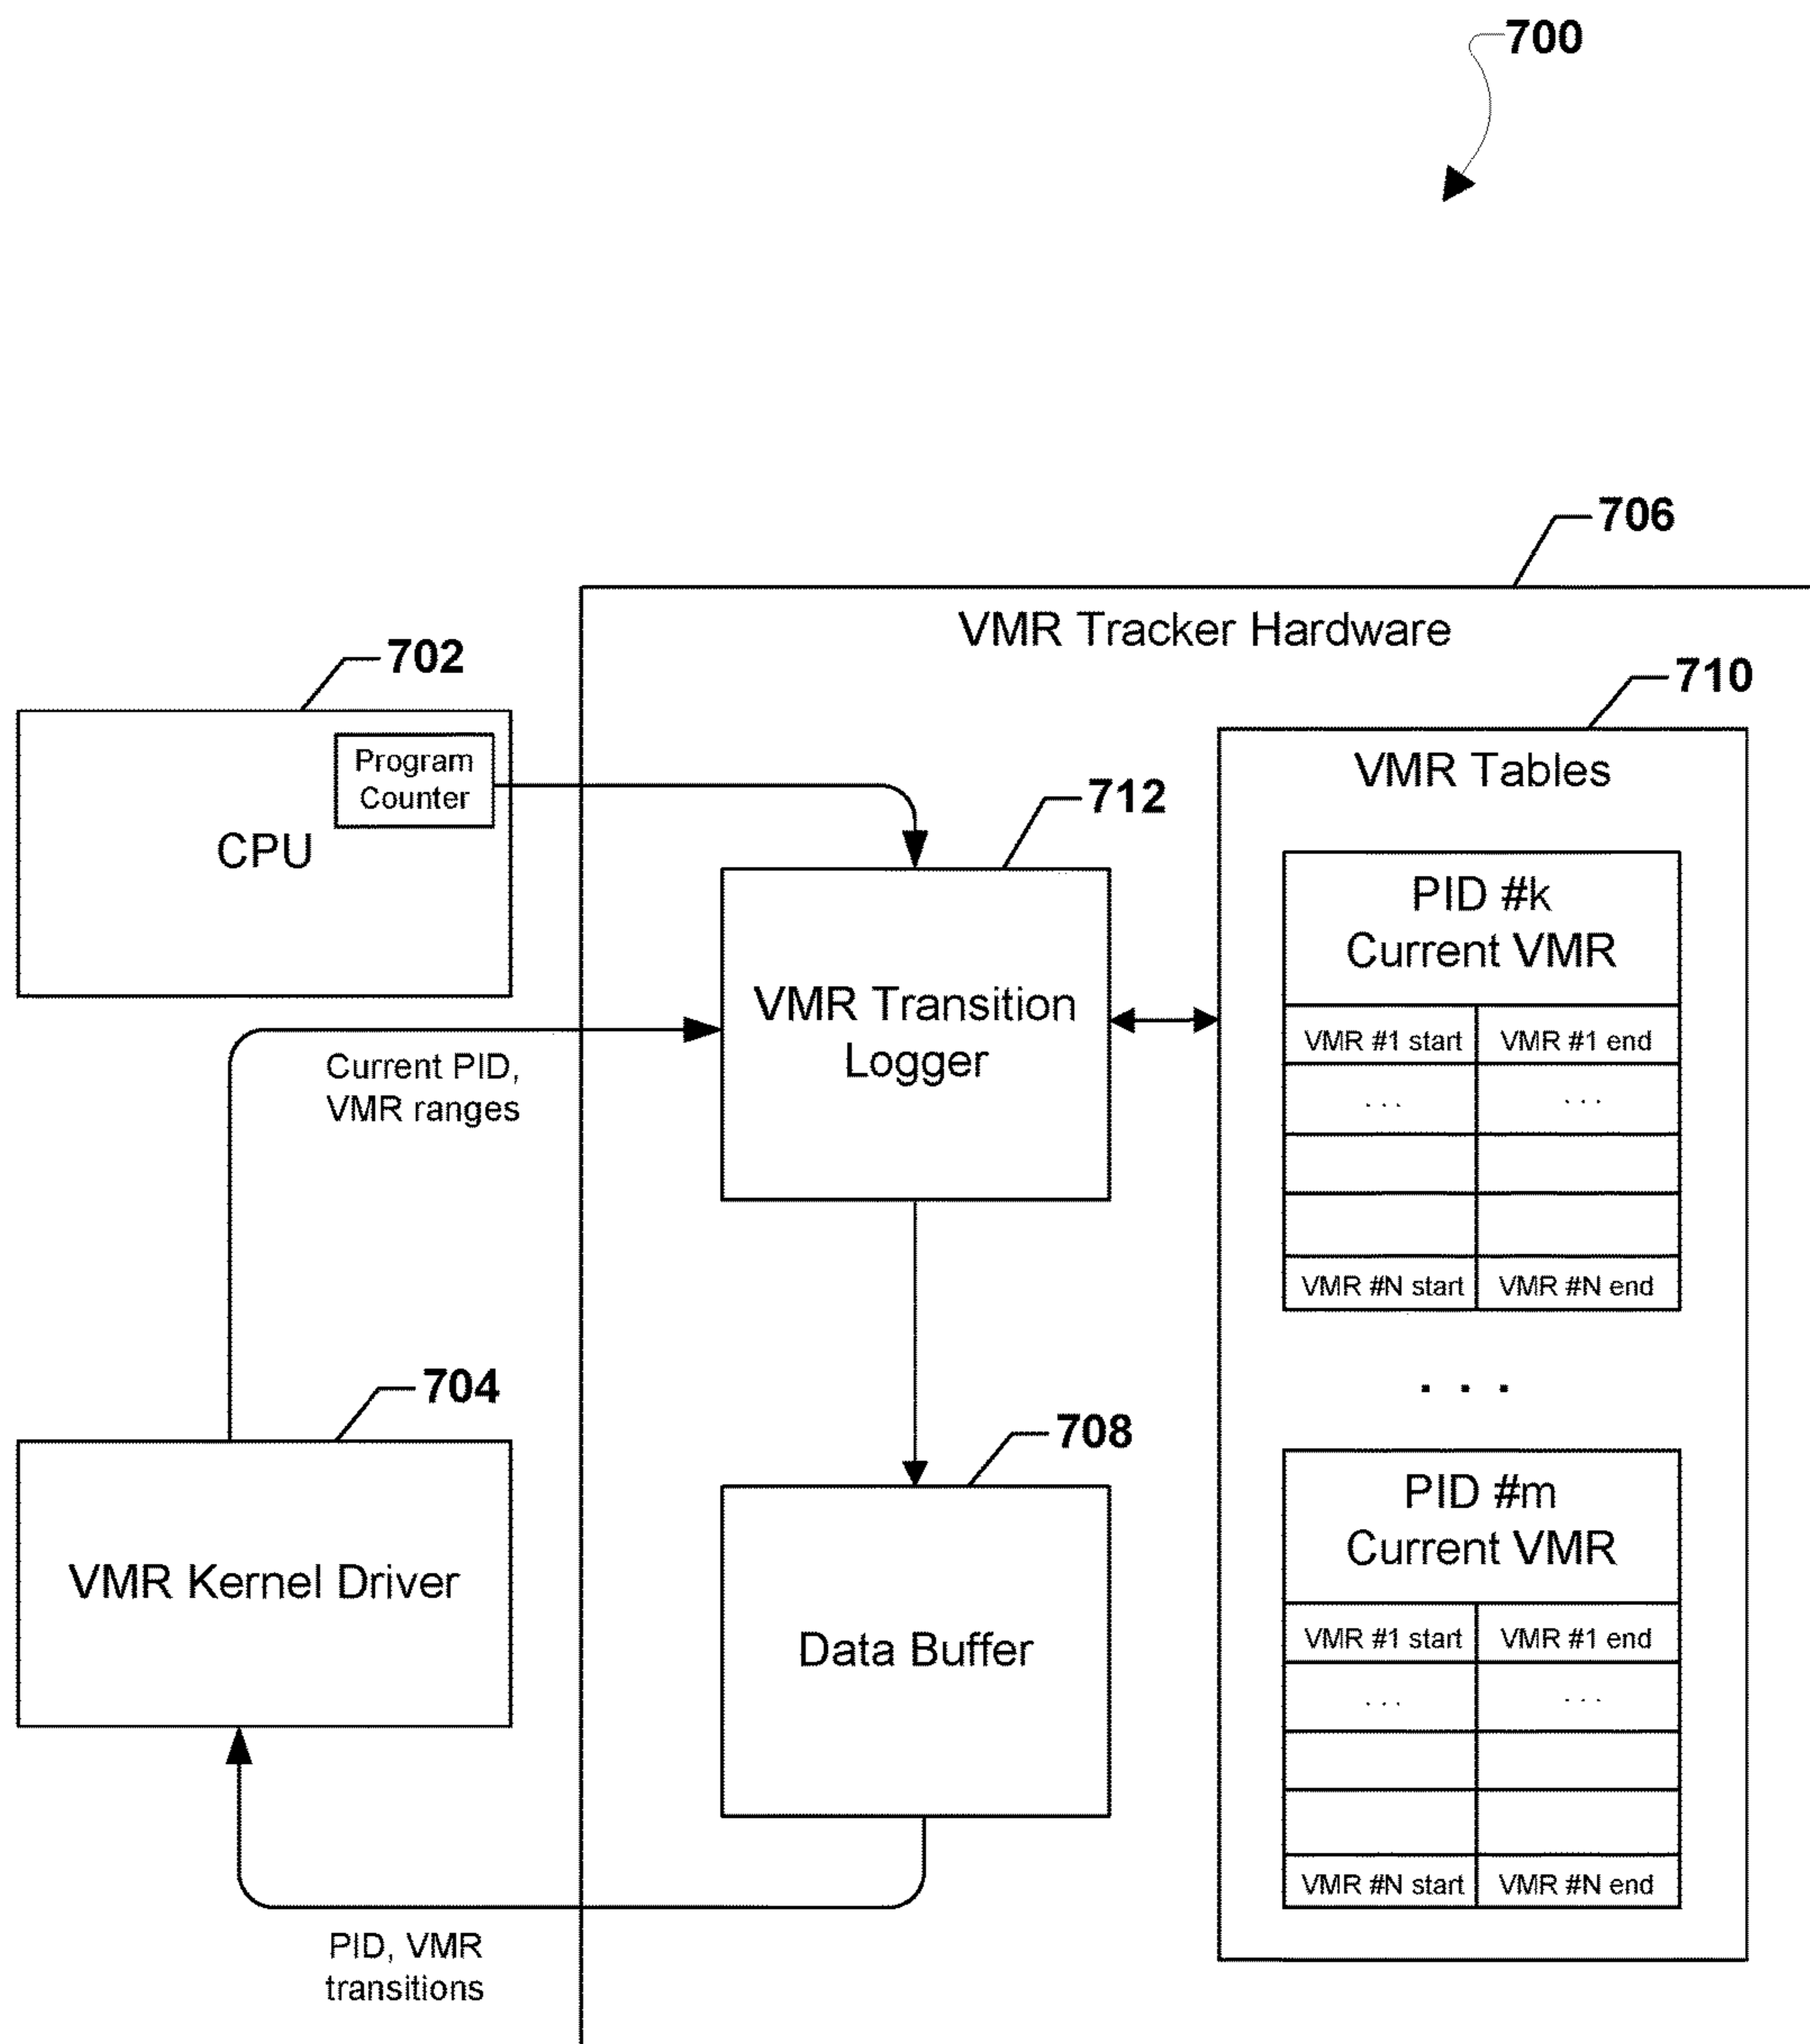 700
706
VMR Tracker Hardware
702
710
Program
Counter
CPU
712
VMR Tables
PID #k
Current VMR
VMR Transition
Logger
VMR #1 start VMR #1 end
. . . . . .
VMR #N start VMR #N end
Current PID,
VMR ranges
. . .
704
708
VMR Kernel Driver
Data Buffer
PID #m
Current VMR
VMR #1 start VMR #1 end
. . . . . .
VMR #N start VMR #N end
PID, VMR
transitions